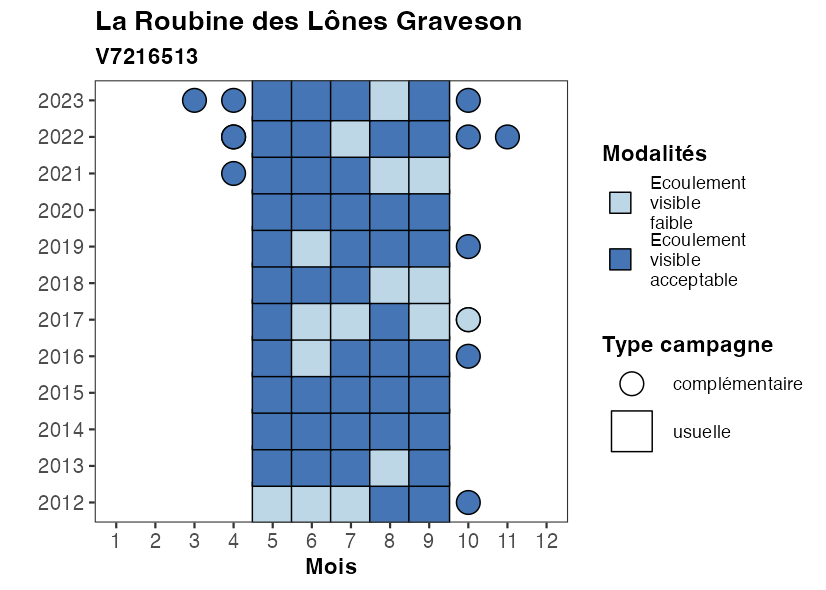 La Roubine des Lônes Graveson
V7216513
2023
2022
2021
2020
2019
2018
2017
2016
2015
2014
2013
2012
1 2 3 4 5 6 7 8 9 10 11 12
Mois
Modalités
Ecoulement
visible
faible
Ecoulement
visible
acceptable
Type campagne
complémentaire
usuelle